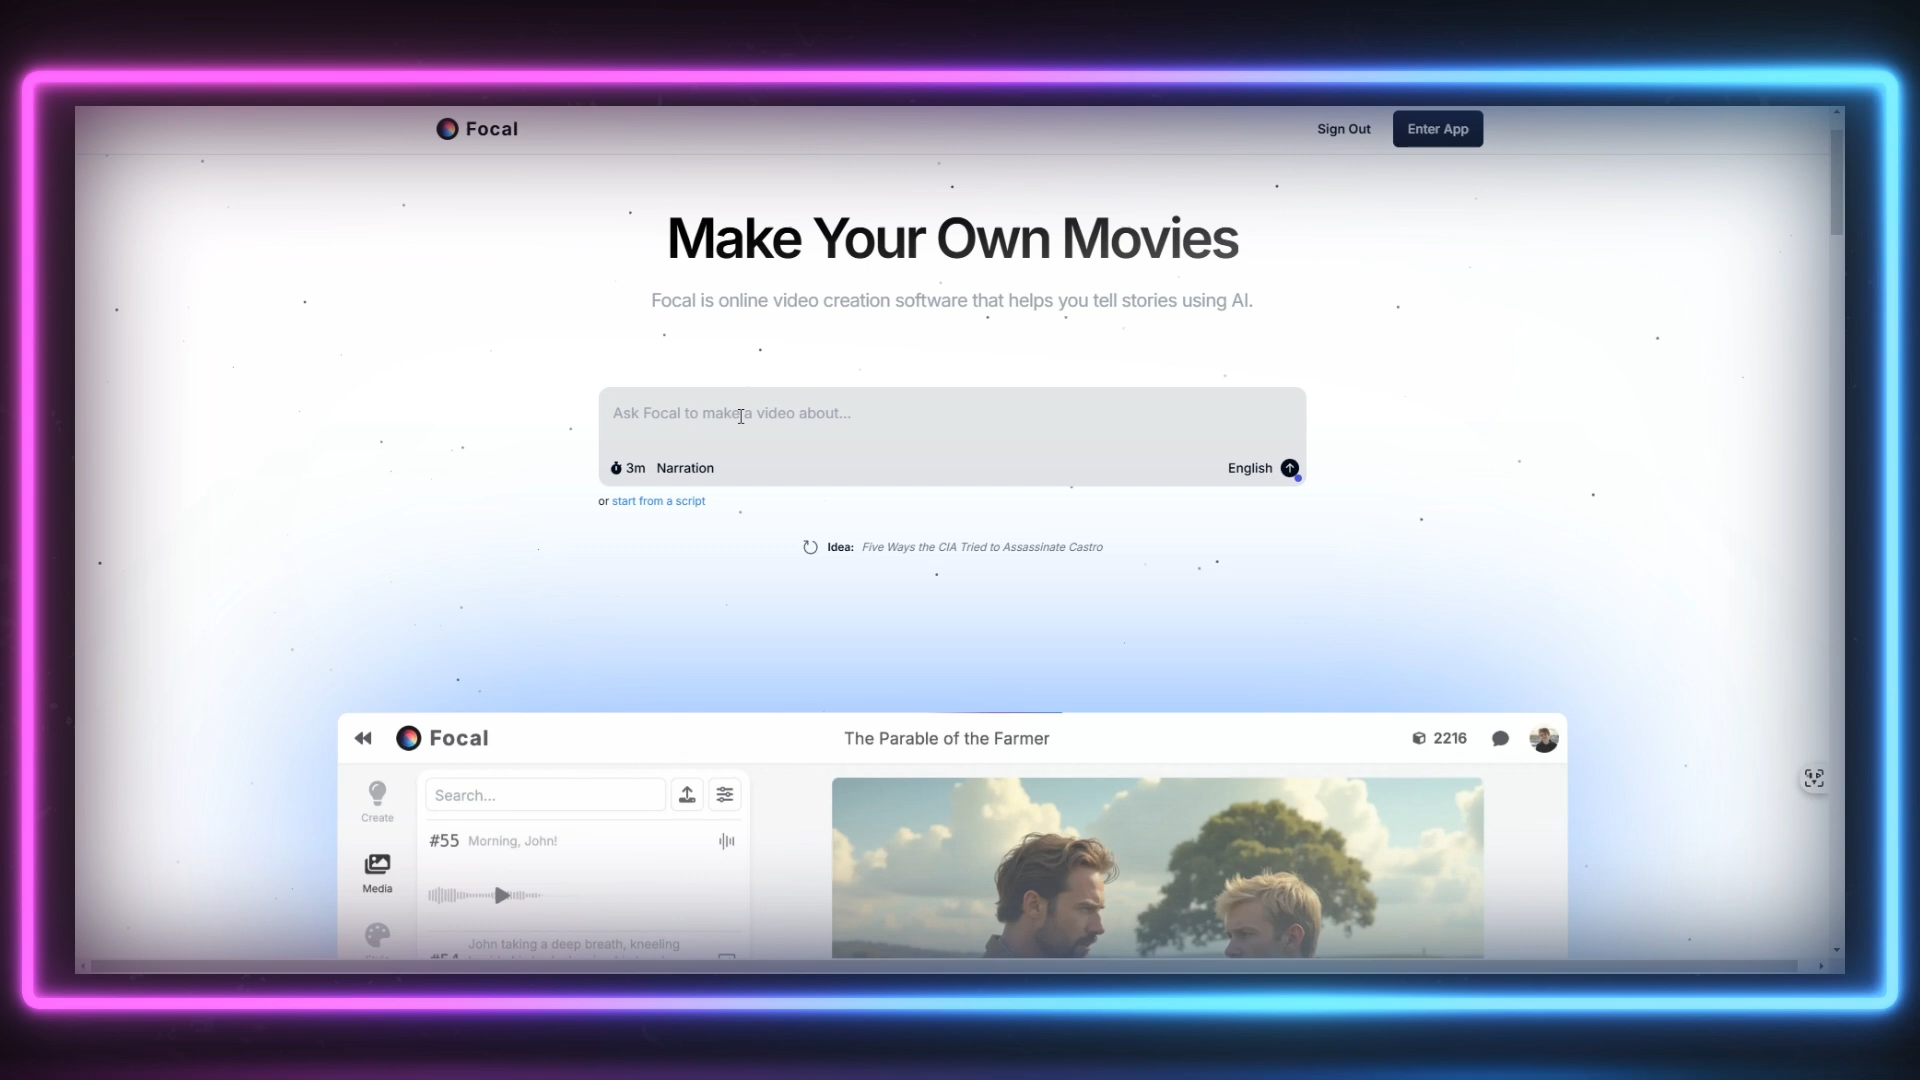 Focal
Sign Out
Enter App
Make Your Own Movies
Focal is online video creation software that helps you tell stories using AI.
Ask Focal to make a video about...
3m Narration
English
or start from a script
Idea: Five Ways the CIA Tried to Assassinate Castro
Focal
The Parable of the Farmer
2216
Create
Search...
#55 Morning, John!
Media
John taking a deep breath, kneeling